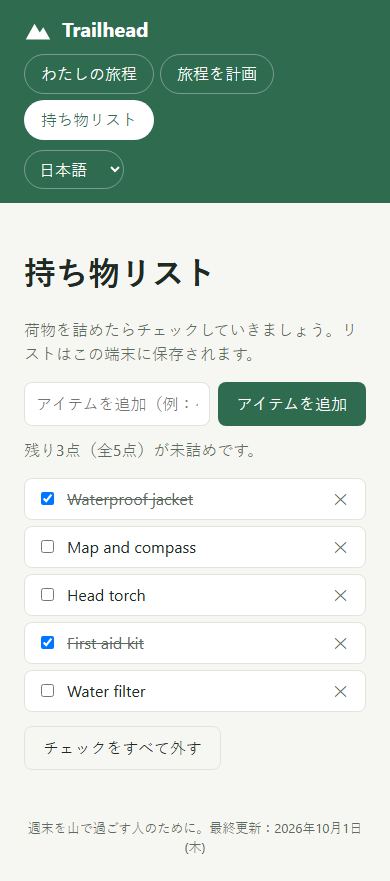 Trailhead
わたしの旅程
旅程を計画
持ち物リスト
日本語
持ち物リスト
荷物を詰めたらチェックしていきましょう。リ
ストはこの端末に保存されます。
アイテムを追加（例：
アイテムを追加
残り3点（全5点）が未詰めです。
Waterproof jacket
Map and compass
Head torch
First aid kit
Water filter
チェックをすべて外す
週末を山で過ごす人のために。最終更新：2026年10月1日
(木)